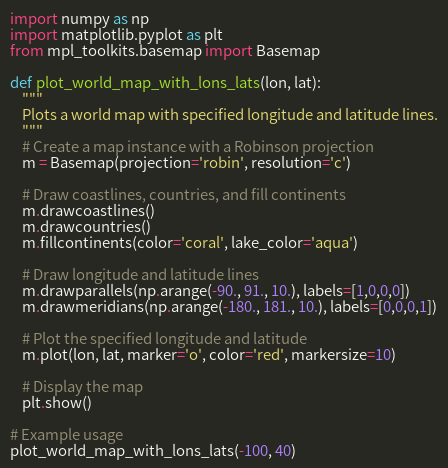 import numpy as np
import matplotlib.pyplot as plt
from mpl_toolkits.basemap import Basemap

def plot_world_map_with_lons_lats(lon, lat):
    """
    Plots a world map with specified longitude and latitude lines.
    """
    # Create a map instance with a Robinson projection
    m = Basemap(projection='robin', resolution='c')

    # Draw coastlines, countries, and fill continents
    m.drawcoastlines()
    m.drawcountries()
    m.fillcontinents(color='coral', lake_color='aqua')

    # Draw longitude and latitude lines
    m.drawparallels(np.arange(-90., 91., 10.), labels=[1,0,0,0])
    m.drawmeridians(np.arange(-180., 181., 10.), labels=[0,0,0,1])

    # Plot the specified longitude and latitude
    m.plot(lon, lat, marker='o', color='red', markersize=10)

    # Display the map
    plt.show()

# Example usage
plot_world_map_with_lons_lats(-100, 40)